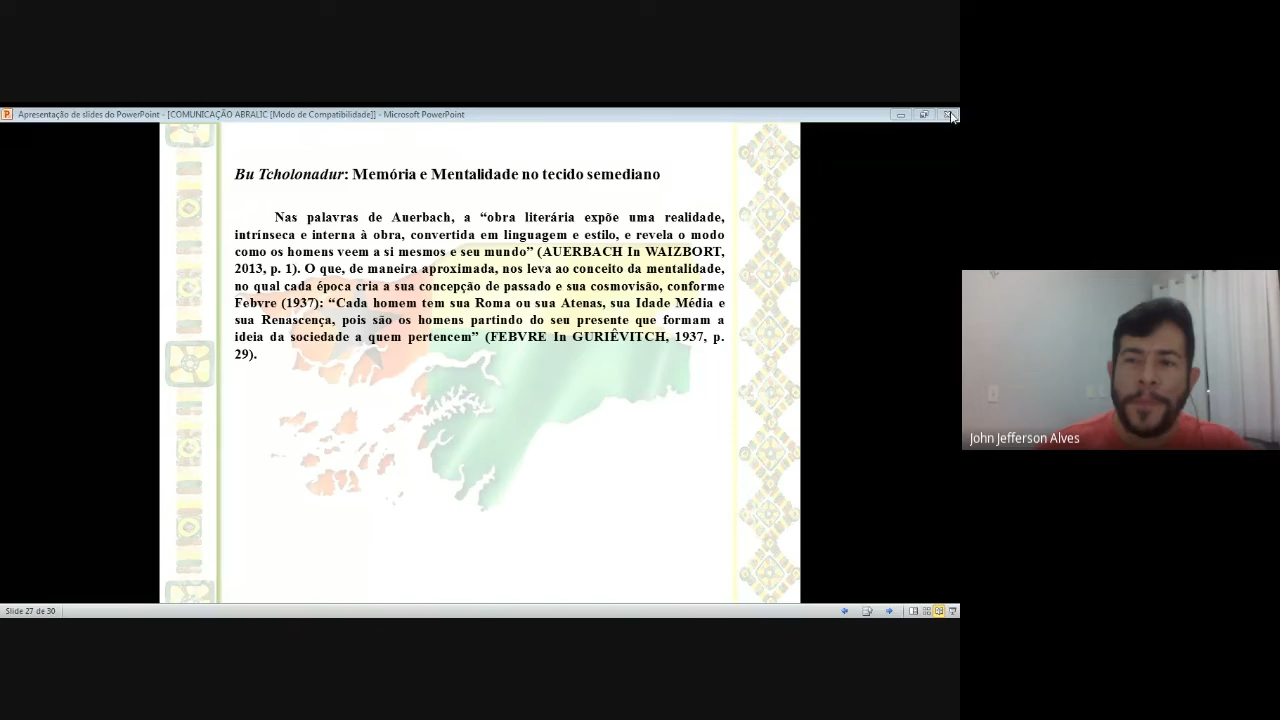 Apresentação de slides do PowerPoint - [COMUNICAÇÃO ABRALIC [Modo de Compatibilidade]] - Microsoft PowerPoint
Bu Tcholonadur: Memória e Mentalidade no tecido semediano
Nas palavras de Auerbach, a “obra literária expõe uma realidade,
intrínseca e interna à obra, convertida em linguagem e estilo, e revela o modo
como os homens veem a si mesmos e seu mundo” (AUERBACH In WAIZBORT,
2013, p. 1). O que, de maneira aproximada, nos leva ao conceito da mentalidade,
no qual cada época cria a sua concepção de passado e sua cosmovisão, conforme
Febvre (1937): “Cada homem tem sua Roma ou sua Atenas, sua Idade Média e
sua Renascença, pois são os homens partindo do seu presente que formam a
ideia da sociedade a quem pertencem” (FEBVRE In GURIÊVITCH, 1937, p.
29).
John Jefferson Alves
Slide 27 de 30